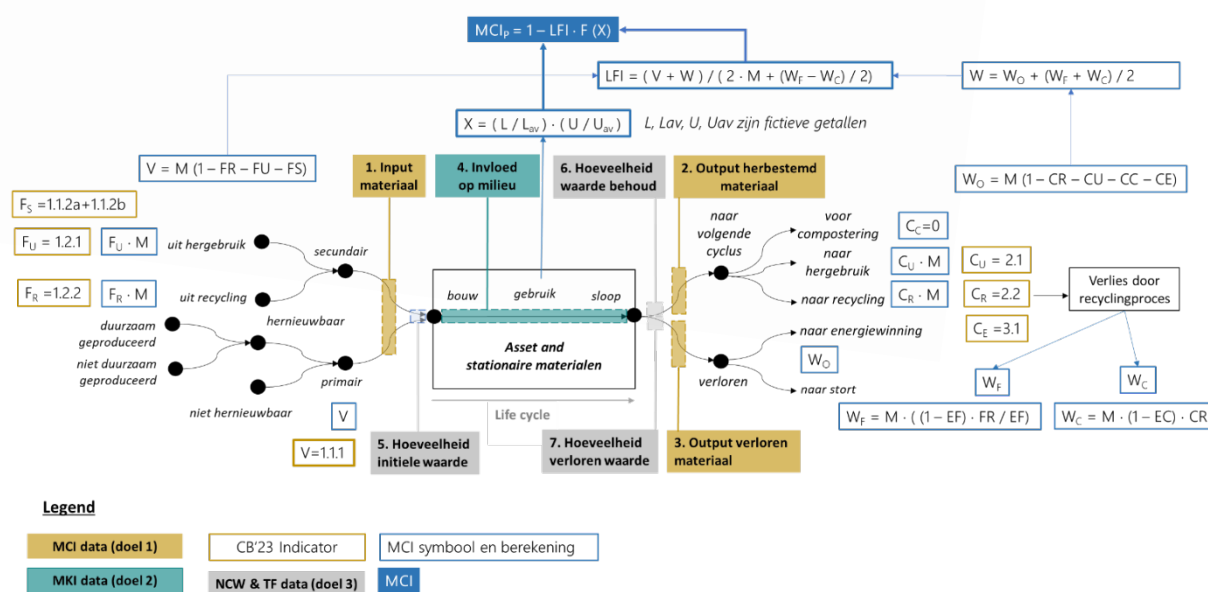 MCI_P = 1 – LFI · F (X)
LFI = ( V + W ) / ( 2 · M + (W_F – W_C) / 2)
W = W_O + (W_F + W_C) / 2
X = ( L / L_av ) · ( U / U_av )
L, Lav, U, Uav zijn fictieve getallen
V = M (1 – FR – FU – FS)
W_O = M (1 – CR – CU – CC – CE)
1. Input
materiaal
4. Invloed
op milieu
6. Hoeveelheid
waarde behoud
2. Output herbestemd
materiaal
F_S =1.1.2a+1.1.2b
F_U = 1.2.1
F_U · M
uit hergebruik
secundair
F_R = 1.2.2
F_R · M
uit recycling
hernieuwbaar
duurzaam
geproduceerd
niet duurzaam
geproduceerd
primair
niet hernieuwbaar
V
V=1.1.1
bouw
gebruik
sloop
Asset and
stationaire materialen
Life cycle
naar
volgende
cyclus
voor
compostering
naar
hergebruik
naar recycling
C_C=0
C_U · M
C_R · M
C_U = 2.1
C_R =2.2
C_E =3.1
Verlies door
recyclingproces
naar energiewinning
W_O
verloren
naar stort
W_F
W_C
W_F = M · ( (1–EF) · FR / EF)
W_C = M · (1–EC) · CR
5. Hoeveelheid
initiele waarde
7. Hoeveelheid
verloren waarde
3. Output verloren
materiaal
Legend
MCI data (doel 1)
CB'23 Indicator
MCI symbool en berekening
MKI data (doel 2)
NCW & TF data (doel 3)
MCI